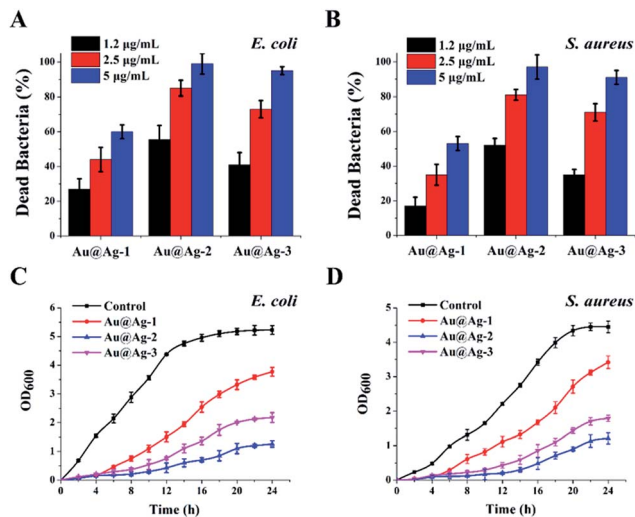 A
E. coli
1.2 μg/mL
2.5 μg/mL
5 μg/mL
Dead Bacteria (%)
100
80
60
40
20
0
Au@Ag-1 Au@Ag-2 Au@Ag-3
B
S. aureus
1.2 μg/mL
2.5 μg/mL
5 μg/mL
Dead Bacteria (%)
100
80
60
40
20
0
Au@Ag-1 Au@Ag-2 Au@Ag-3
C
E. coli
Control
Au@Ag-1
Au@Ag-2
Au@Ag-3
OD600
6
5
4
3
2
1
0
0 4 8 12 16 20 24
Time (h)
D
S. aureus
Control
Au@Ag-1
Au@Ag-2
Au@Ag-3
OD600
5
4
3
2
1
0
0 4 8 12 16 20 24
Time (h)